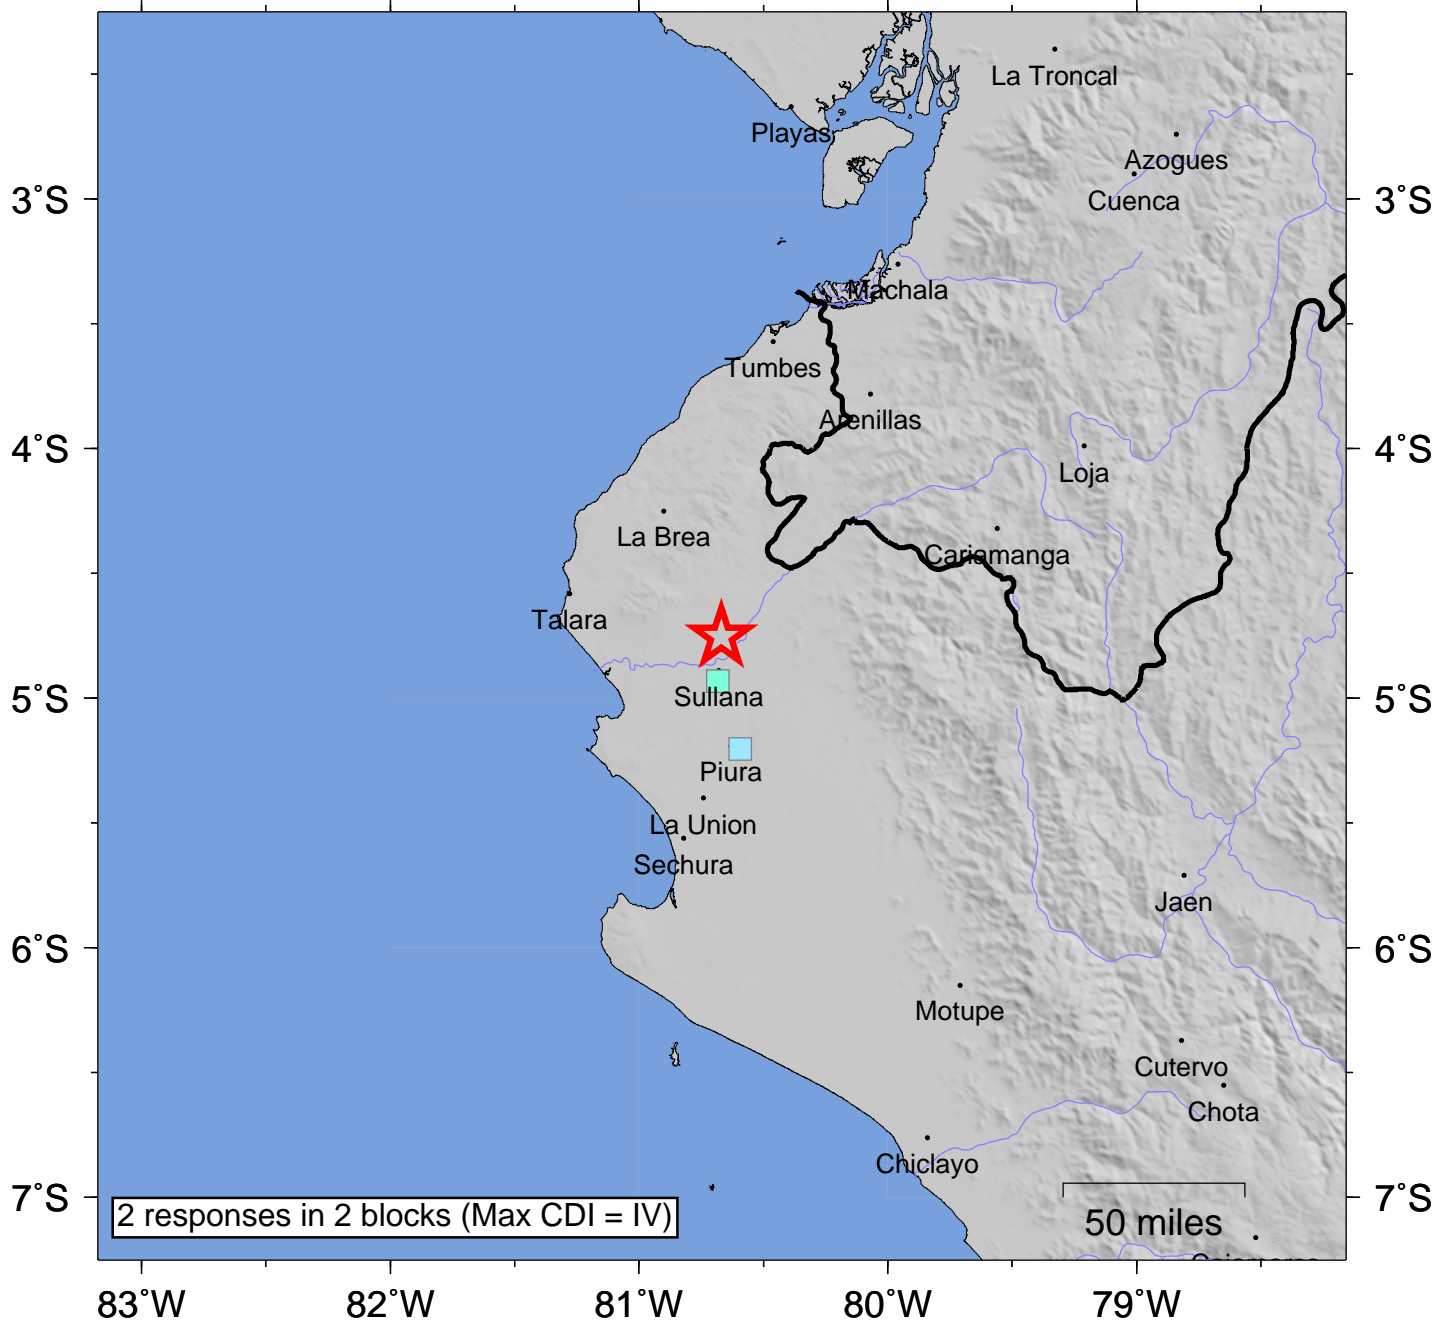 La Troncal
Playas
Azogues
Cuenca
3˚S
3˚S
Machala
Tumbes
Arenillas
4˚S
4˚S
Loja
La Brea
Cariamanga
Talara
5˚S
Sullana
5˚S
Piura
La Union
Sechura
Jaen
6˚S
6˚S
Motupe
Cutervo
Chota
Chiclayo
7˚S
7˚S
2 responses in 2 blocks (Max CDI = IV)
50 miles
83˚W
82˚W
81˚W
80˚W
79˚W